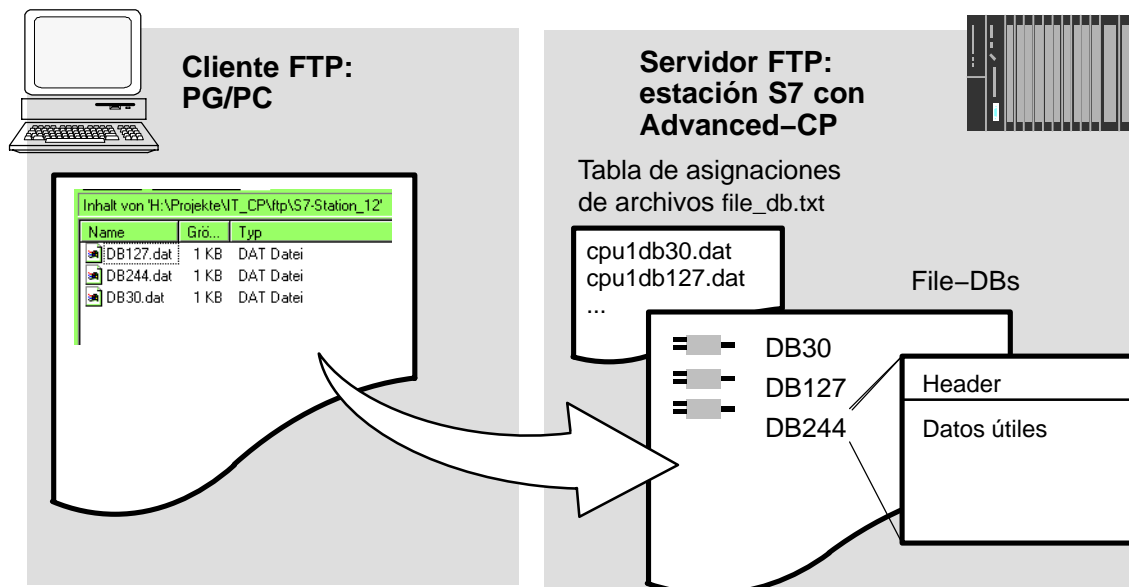 Cliente FTP:
PG/PC
Inhalt von 'H:\Projekte\IT_CP\ftp\S7-Station_12'
Name Grö... Typ
DB127.dat 1 KB DAT Datei
DB244.dat 1 KB DAT Datei
DB30.dat 1 KB DAT Datei
Servidor FTP:
estación S7 con
Advanced−CP
Tabla de asignaciones
de archivos file_db.txt
cpu1db30.dat
cpu1db127.dat
...
File−DBs
DB30
DB127
DB244
Header
Datos útiles